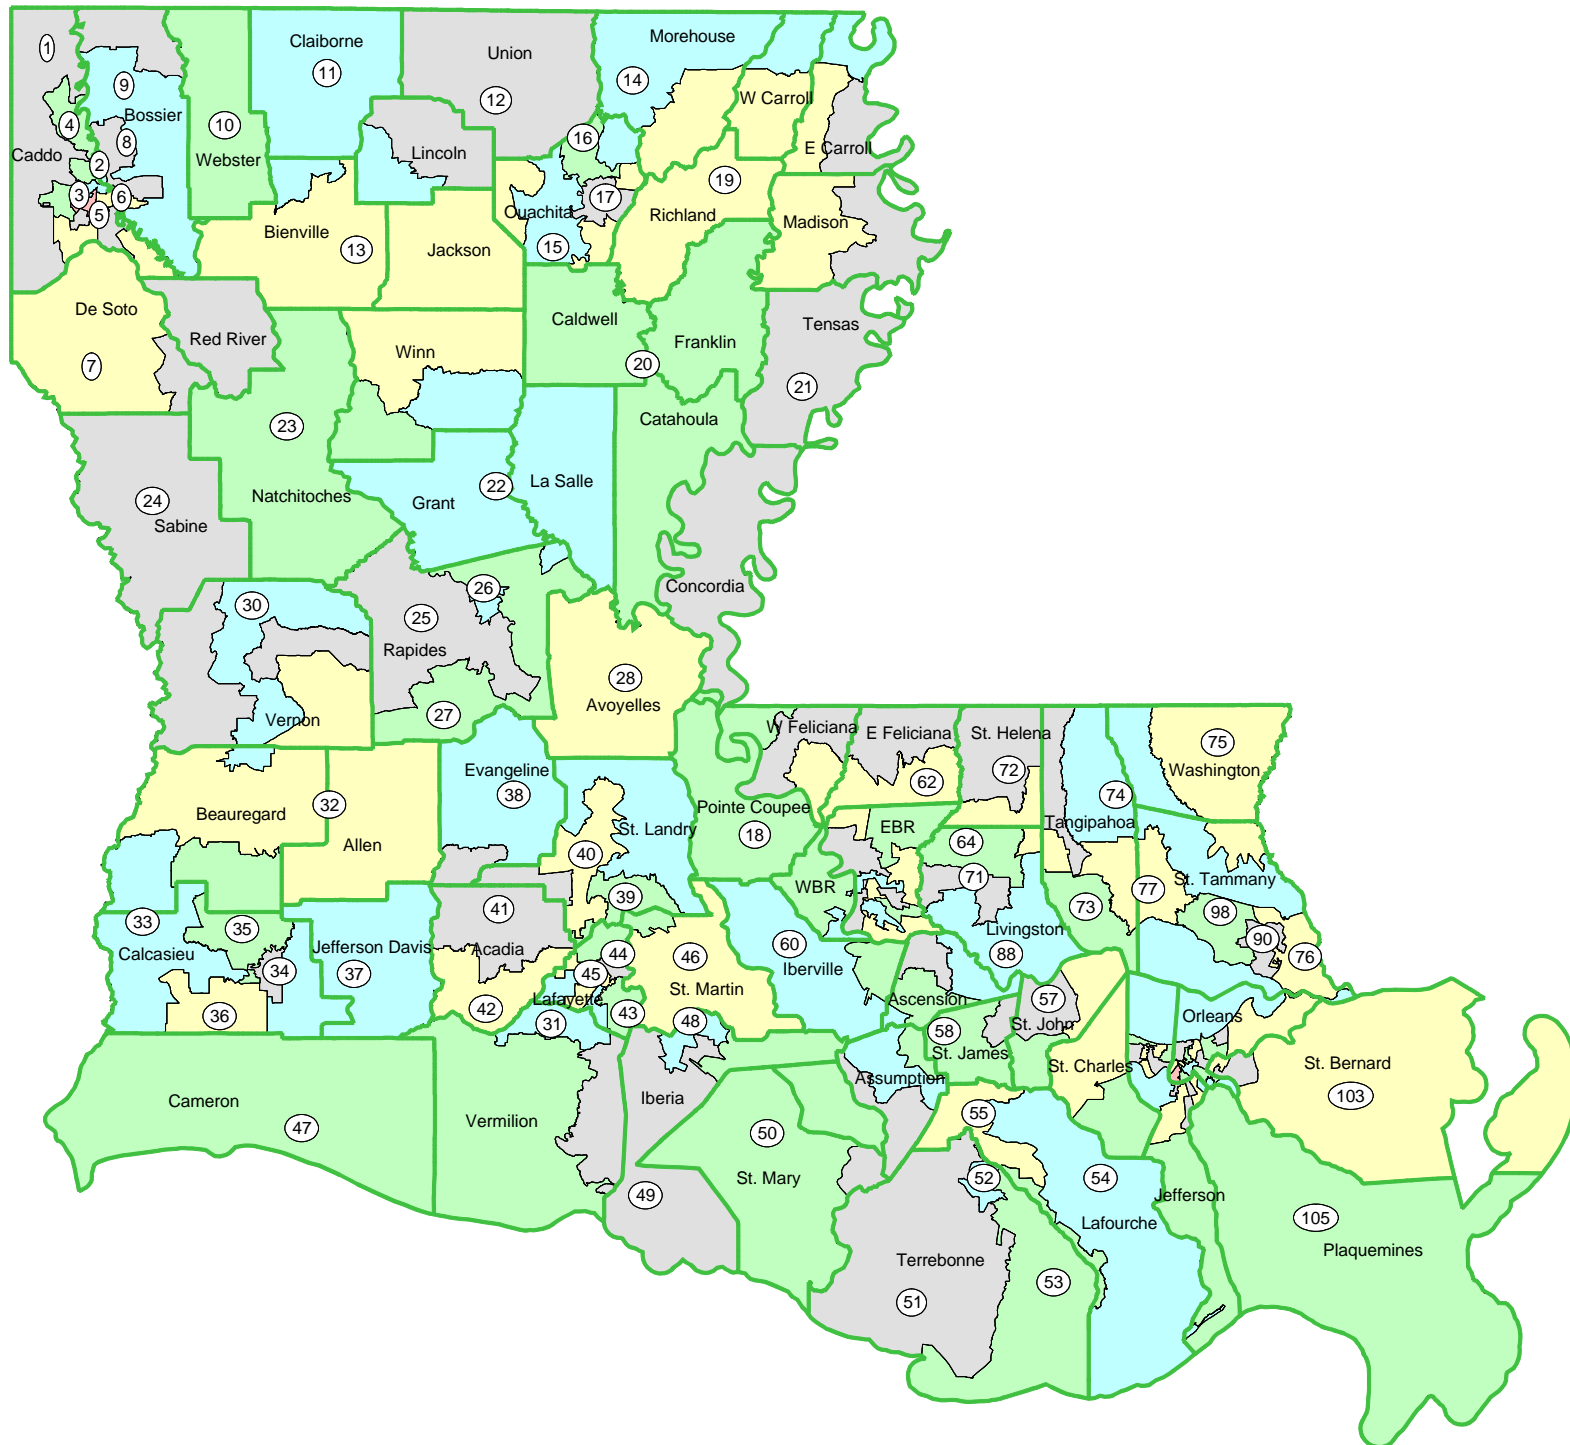 1
Claiborne
11
Union
12
Morehouse
14
9
Bossier
4
Caddo
8
2
3
6
5
10
Webster
Lincoln
16
W Carroll
E Carroll
17
19
Richland
Ouachita
15
Madison
Bienville
13
Jackson
De Soto
7
Red River
Winn
Caldwell
20
Franklin
Tensas
21
23
Natchitoches
Catahoula
24
Sabine
Grant
22
La Salle
Concordia
30
26
25
Rapides
28
Avoyelles
27
Vernon
W Feliciana
E Feliciana
St. Helena
72
75
Washington
62
Evangeline
38
Beauregard
32
Allen
Pointe Coupee
18
St. Landry
EBR
74
Tangipahoa
64
40
39
WBR
71
77
St. Tammany
73
98
33
35
Calcasieu
34
36
Jefferson Davis
37
41
Acadia
42
44
45
Lafayette
31
43
46
St. Martin
48
60
Iberville
Livingston
88
90
76
Ascension
57
St. John
58
St. James
Orleans
St. Charles
St. Bernard
103
Assumption
Cameron
47
Vermilion
Iberia
50
St. Mary
49
55
52
54
Lafourche
Jefferson
105
Plaquemines
Terrebonne
51
53